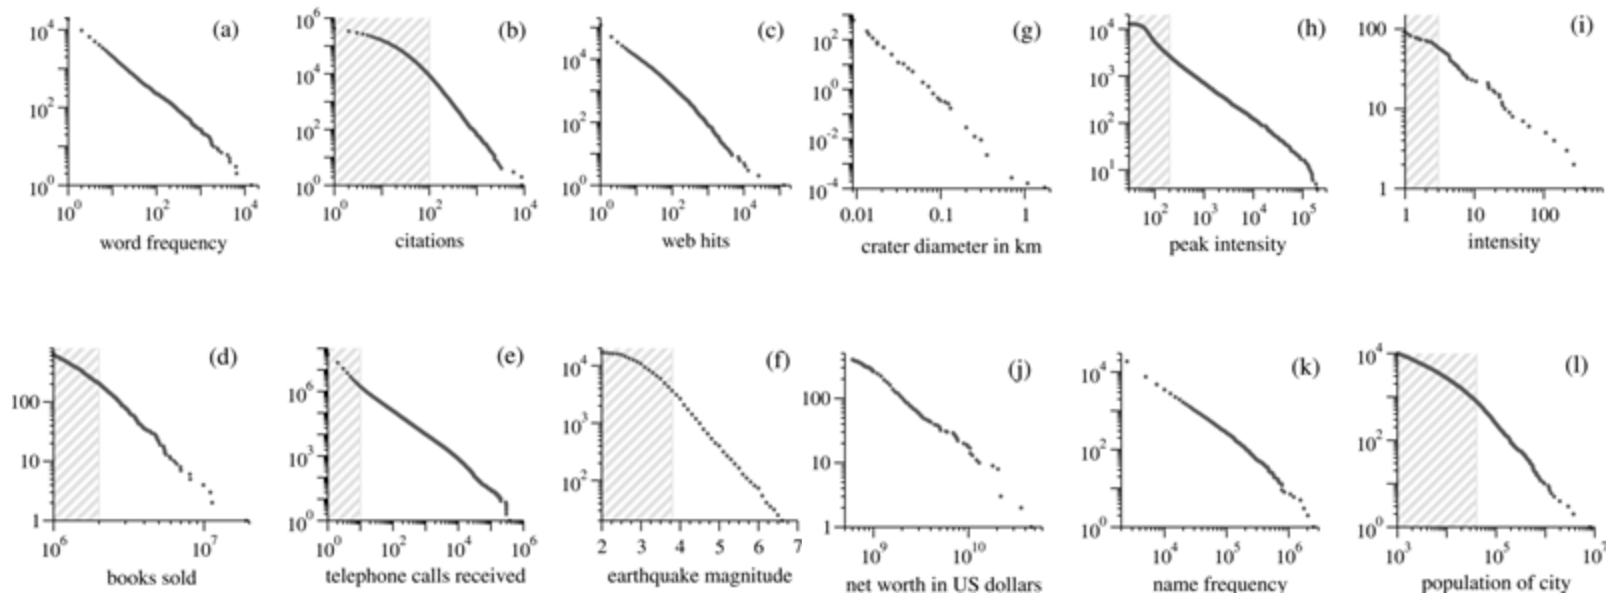 (a)
10^4
10^2
10^0
10^0 10^2 10^4
word frequency
(b)
10^6
10^4
10^2
10^0
10^0 10^2 10^4
citations
(c)
10^4
10^2
10^0
10^0 10^2 10^4
web hits
(g)
10^2
10^0
10^-2
10^-4
0.01 0.1 1
crater diameter in km
(h)
10^4
10^3
10^2
10^1
10^2 10^3 10^4 10^5
peak intensity
(i)
100
10
1
1 10 100
intensity
(d)
100
10
1
10^6 10^7
books sold
(e)
10^6
10^3
10^0
10^0 10^2 10^4 10^6
telephone calls received
(f)
10^4
10^3
10^2
2 3 4 5 6 7
earthquake magnitude
(j)
100
10
1
10^9 10^10
net worth in US dollars
(k)
10^4
10^2
10^0
10^4 10^5 10^6
name frequency
(l)
10^4
10^2
10^0
10^3 10^5 10^7
population of city